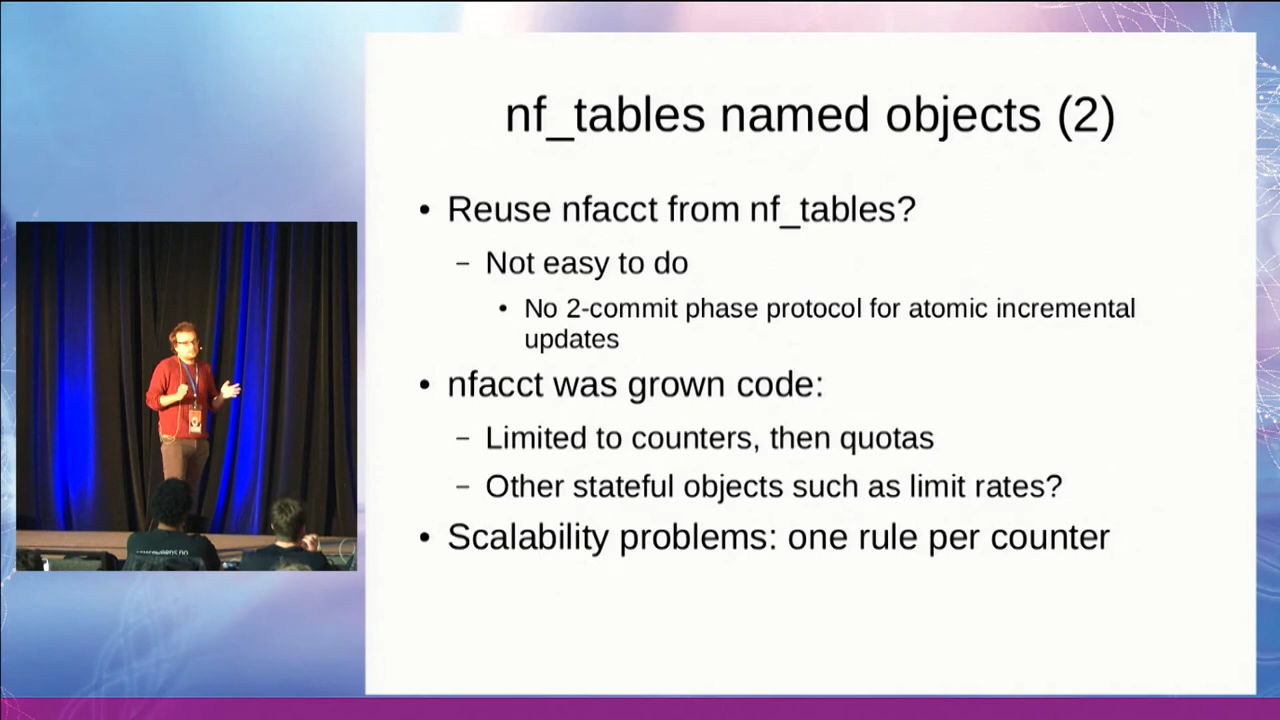 nf_tables named objects (2)
• Reuse nfacct from nf_tables?
– Not easy to do
• No 2-commit phase protocol for atomic incremental
updates
• nfacct was grown code:
– Limited to counters, then quotas
– Other stateful objects such as limit rates?
• Scalability problems: one rule per counter